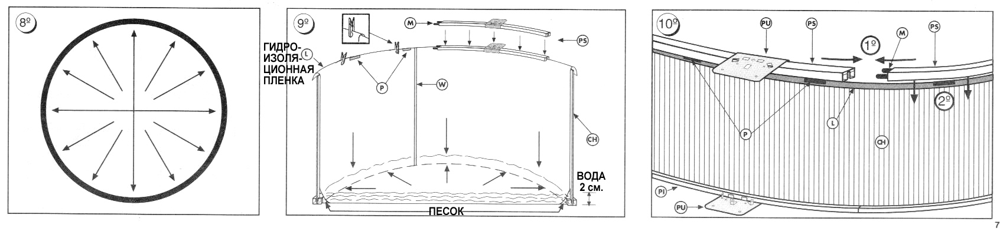 8º
9º
M
PS
ГИДРО-
ИЗОЛЯ-
ЦИОННАЯ
ПЛЕНКА
L
P
W
CH
ВОДА
2 см.
ПЕСОК
10º
PU
PS
M
PS
1º
2º
P
L
CH
PI
PU
7